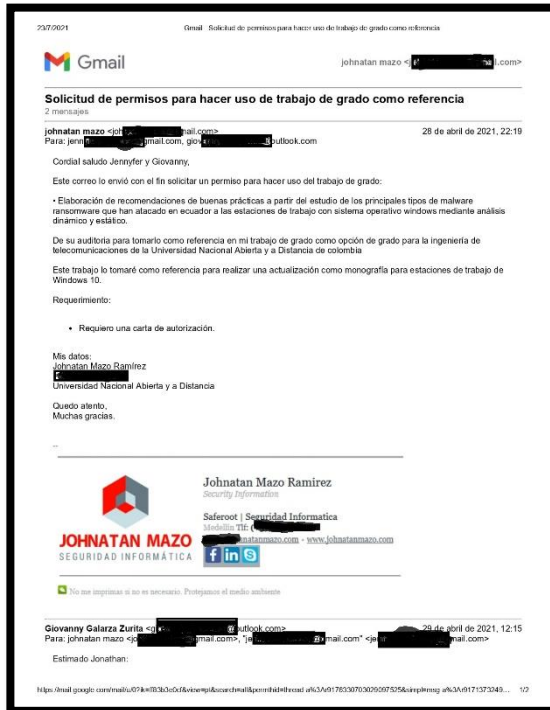 23/7/2021 Gmail - Solicitud de permisos para hacer uso de trabajo de grado como referencia
Gmail
johnatan mazo <j l.com>
Solicitud de permisos para hacer uso de trabajo de grado como referencia
2 mensajes
johnatan mazo <joh ail.com> 28 de abril de 2021, 22:19
Para: jenn gmail.com, giov outlook.com
Cordial saludo Jennyfer y Giovanny,
Este correo lo envió con el fin solicitar un permiso para hacer uso del trabajo de grado:
• Elaboración de recomendaciones de buenas prácticas a partir del estudio de los principales tipos de malware
ransomware que han atacado en ecuador a las estaciones de trabajo con sistema operativo windows mediante análisis
dinámico y estático.
De su auditoria para tomarlo como referencia en mi trabajo de grado como opción de grado para la ingeniería de
telecomunicaciones de la Universidad Nacional Abierta y a Distancia de colombia
Este trabajo lo tomaré como referencia para realizar una actualización como monografía para estaciones de trabajo de
Windows 10.
Requerimiento:
• Requiero una carta de autorización.
Mis datos:
Johnatan Mazo Ramírez
Universidad Nacional Abierta y a Distancia
Quedo atento,
Muchas gracias.
--
Johnatan Mazo Ramirez
Security Information
Saferoot | Seguridad Informatica
Medellin Tlf: (
natanmazo.com - www.johnatanmazo.com
JOHNATAN MAZO
SEGURIDAD INFORMÁTICA
No me imprimas si no es necesario. Protejamos el medio ambiente
Giovanny Galarza Zurita <g @outlook.com> 29 de abril de 2021, 12:15
Para: johnatan mazo <jo gmail.com>, "je mail.com" <jen mail.com>
Estimado Jonathan:
1/2